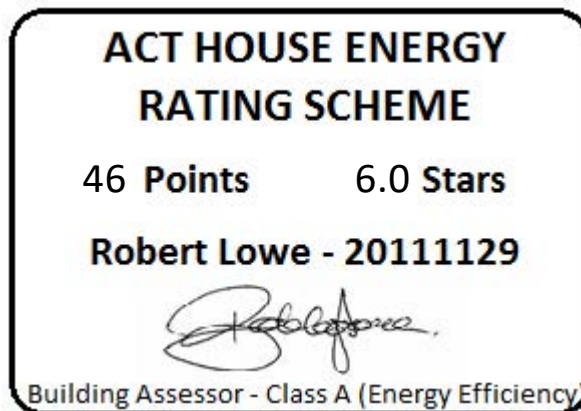 ACT HOUSE ENERGY
RATING SCHEME
46 Points 6.0 Stars
Robert Lowe - 20111129
Building Assessor - Class A (Energy Efficiency)